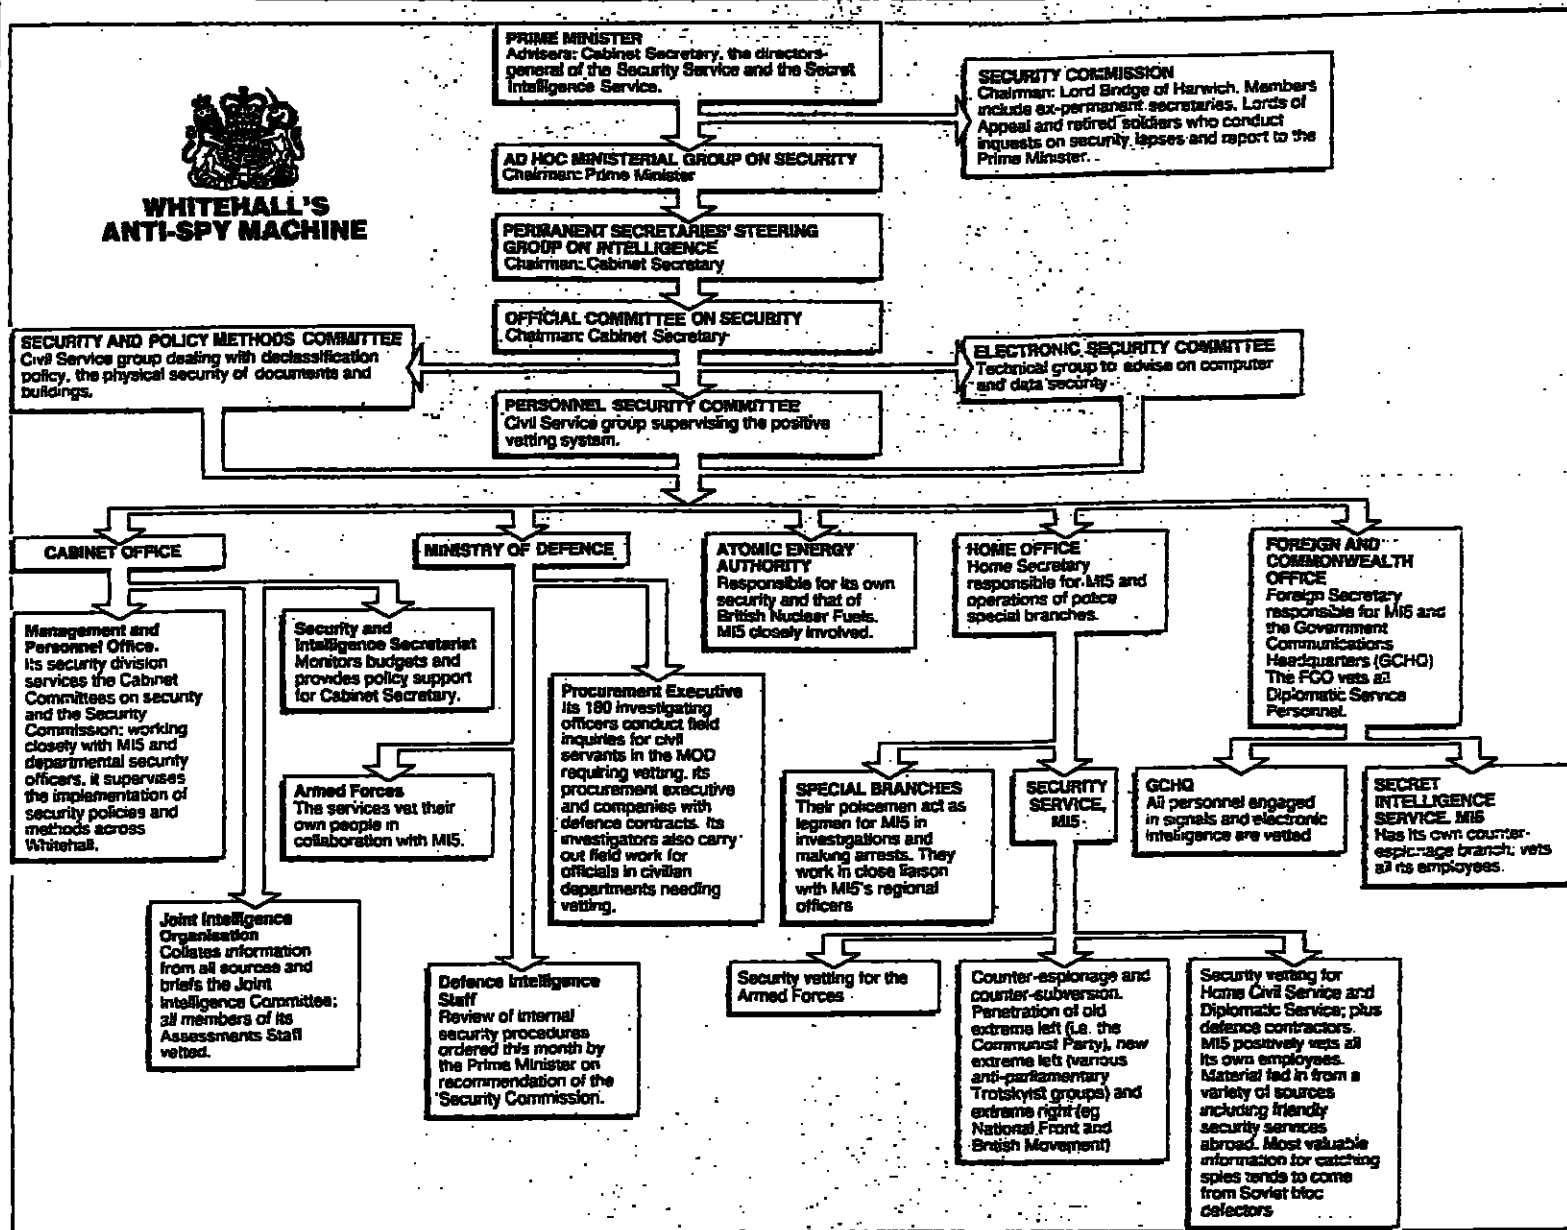 PRIME MINISTER
Advisers: Cabinet Secretary, the directors-
general of the Security Service and the Secret
Intelligence Service.
SECURITY COMMISSION
Chairman: Lord Bridge of Harwich. Members
include ex-permanent secretaries, Lords of
Appeal and retired soldiers who conduct
inquests on security lapses and report to the
Prime Minister.
WHITEHALL'S
ANTI-SPY MACHINE
AD HOC MINISTERIAL GROUP ON SECURITY
Chairman: Prime Minister
PERMANENT SECRETARIES' STEERING
GROUP ON INTELLIGENCE
Chairman: Cabinet Secretary
OFFICIAL COMMITTEE ON SECURITY
Chairman: Cabinet Secretary
SECURITY AND POLICY METHODS COMMITTEE
Civil Service group dealing with declassification
policy, the physical security of documents and
buildings.
ELECTRONIC SECURITY COMMITTEE
Technical group to advise on computer
and data security
PERSONNEL SECURITY COMMITTEE
Civil Service group supervising the positive
vetting system.
CABINET OFFICE
MINISTRY OF DEFENCE
ATOMIC ENERGY
AUTHORITY
Responsible for its own
security and that of
British Nuclear Fuels.
MI5 closely involved.
HOME OFFICE
Home Secretary
responsible for MI5 and
operations of police
special branches.
FOREIGN AND
COMMONWEALTH
OFFICE
Foreign Secretary
responsible for MI6 and
the Government
Communications
Headquarters (GCHQ)
The FCO vets all
Diplomatic Service
Personnel.
Management and
Personnel Office.
Its security division
services the Cabinet
Committees on security
and the Security
Commission; working
closely with MI5 and
departmental security
officers, it supervises
the implementation of
security policies and
methods across
Whitehall.
Security and
Intelligence Secretariat
Monitors budgets and
provides policy support
for Cabinet Secretary.
Procurement Executive
Its 180 investigating
officers conduct field
inquiries for civil
servants in the MOD
requiring vetting, its
procurement executive
and companies with
defence contracts. Its
investigators also carry
out field work for
officials in civilian
departments needing
vetting.
Armed Forces
The services vet their
own people in
collaboration with MI5.
SPECIAL BRANCHES
Their policemen act as
legmen for MI5 in
investigations and
making arrests. They
work in close liaison
with MI5's regional
officers
SECURITY
SERVICE,
MI5
GCHQ
All personnel engaged
in signals and electronic
intelligence are vetted
SECRET
INTELLIGENCE
SERVICE, MI6
Has its own counter-
espionage branch; vets
all its employees.
Joint Intelligence
Organisation
Collates information
from all sources and
briefs the Joint
Intelligence Committee;
all members of its
Assessments Staff
vetted.
Defence Intelligence
Staff
Review of internal
security procedures
ordered this month by
the Prime Minister on
recommendation of the
Security Commission.
Security vetting for the
Armed Forces
Counter-espionage and
counter-subversion.
Penetration of old
extreme left (i.e. the
Communist Party), new
extreme left (various
anti-parliamentary
Trotskyist groups) and
extreme right (eg
National Front and
British Movement)
Security vetting for
Home Civil Service and
Diplomatic Service; plus
defence contractors.
MI5 positively vets all
its own employees.
Material fed in from a
variety of sources
including friendly
security services
abroad. Most valuable
information for catching
spies tends to come
from Soviet bloc
defectors